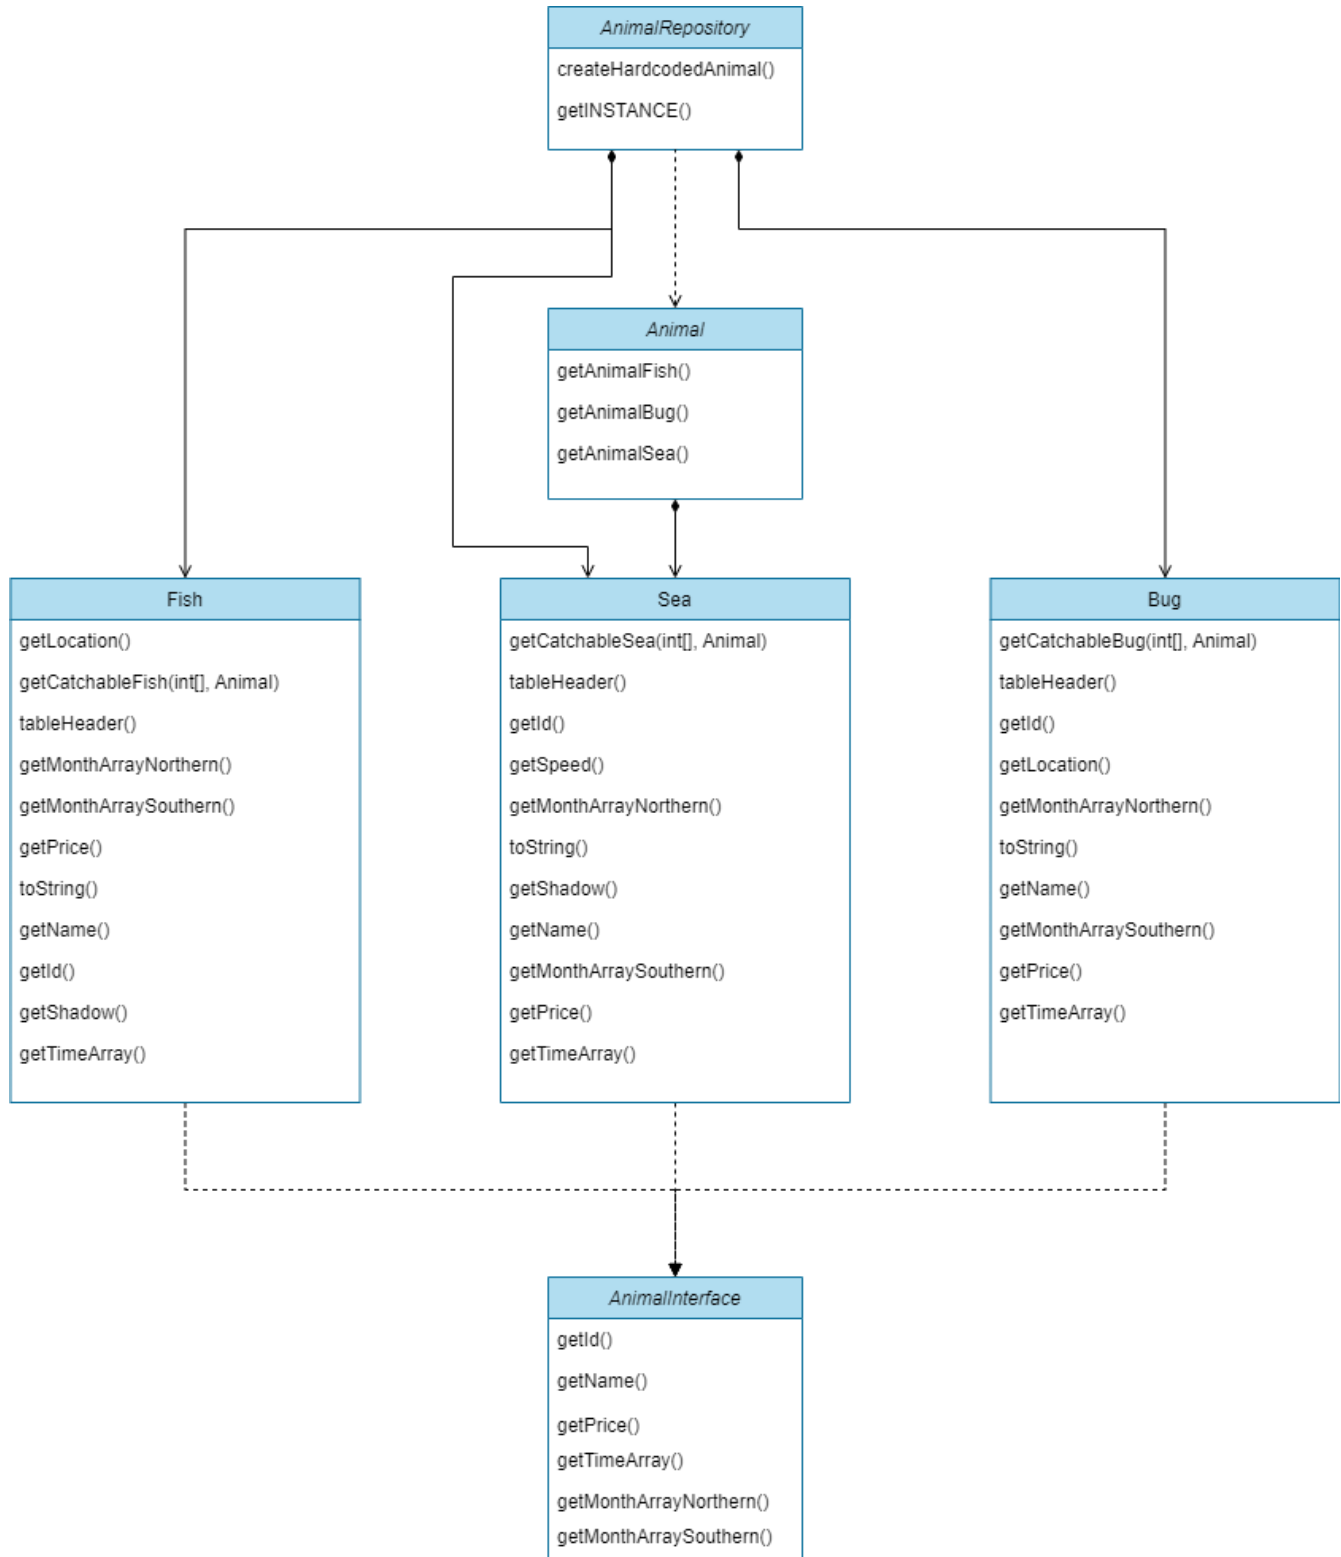 AnimalRepository
createHardcodedAnimal()
getINSTANCE()
Animal
getAnimalFish()
getAnimalBug()
getAnimalSea()
Fish
getLocation()
getCatchableFish(int[], Animal)
tableHeader()
getMonthArrayNorthern()
getMonthArraySouthern()
getPrice()
toString()
getName()
getId()
getShadow()
getTimeArray()
Sea
getCatchableSea(int[], Animal)
tableHeader()
getId()
getSpeed()
getMonthArrayNorthern()
toString()
getShadow()
getName()
getMonthArraySouthern()
getPrice()
getTimeArray()
Bug
getCatchableBug(int[], Animal)
tableHeader()
getId()
getLocation()
getMonthArrayNorthern()
toString()
getName()
getMonthArraySouthern()
getPrice()
getTimeArray()
AnimalInterface
getId()
getName()
getPrice()
getTimeArray()
getMonthArrayNorthern()
getMonthArraySouthern()